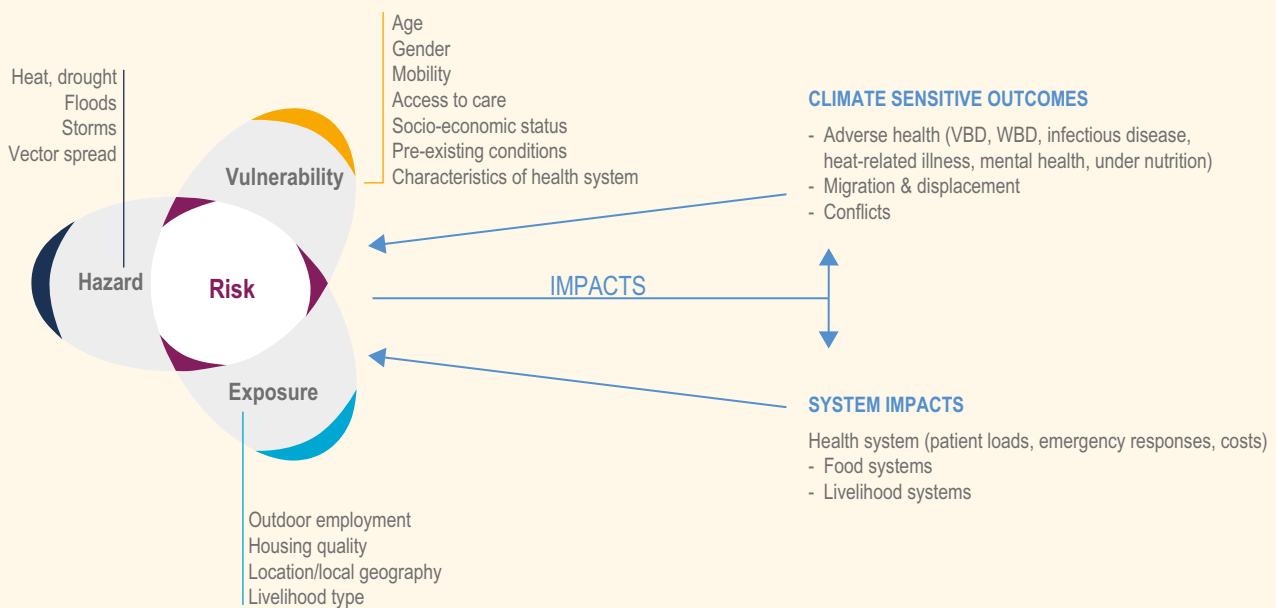 Heat, drought
Floods
Storms
Vector spread
Age
Gender
Mobility
Access to care
Socio-economic status
Pre-existing conditions
Characteristics of health system
Vulnerability
Hazard
Risk
Exposure
Outdoor employment
Housing quality
Location/local geography
Livelihood type
IMPACTS
CLIMATE SENSITIVE OUTCOMES
- Adverse health (VBD, WBD, infectious disease,
heat-related illness, mental health, under nutrition)
- Migration & displacement
- Conflicts
SYSTEM IMPACTS
Health system (patient loads, emergency responses, costs)
- Food systems
- Livelihood systems